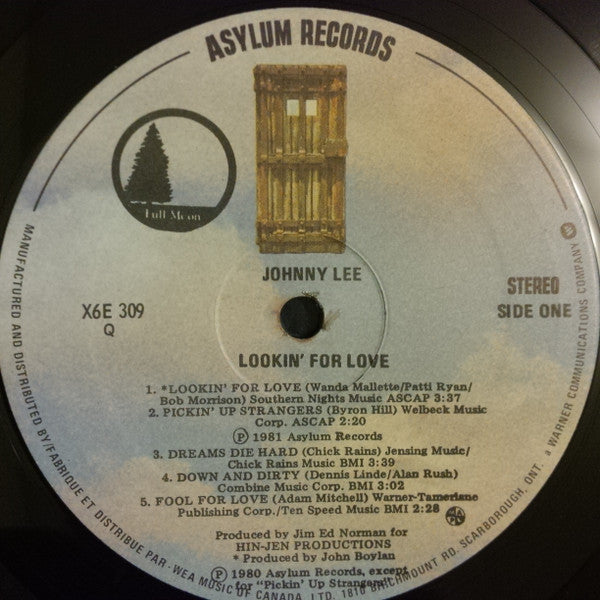 ASYLUM RECORDS
Full Moon
JOHNNY LEE
X6E 309
Q
STEREO
SIDE ONE
LOOKIN' FOR LOVE
1. *LOOKIN' FOR LOVE (Wanda Mallette/Patti Ryan/
Bob Morrison) Southern Nights Music ASCAP 3:37
2. PICKIN' UP STRANGERS (Byron Hill) Welbeck Music
Corp. ASCAP 2:20
Ⓟ 1981 Asylum Records
3. DREAMS DIE HARD (Chick Rains) Jensing Music/
Chick Rains Music BMI 3:39
4. DOWN AND DIRTY (Dennis Linde/Alan Rush)
Combine Music Corp. BMI 3:02
5. FOOL FOR LOVE (Adam Mitchell) Warner-Tamerlane
Publishing Corp./Ten Speed Music BMI 2:28
Produced by Jim Ed Norman for
HIN-JEN PRODUCTIONS
* Produced by John Boylan
Ⓟ 1980 Asylum Records, except
for "Pickin' Up Strangers"
MANUFACTURED AND DISTRIBUTED BY/FABRIQUE ET DISTRIBUE PAR · WEA MUSIC OF CANADA, LTD. 1810 BIRCHMOUNT RD. SCARBOROUGH, ONT. a WARNER COMMUNICATIONS COMPANY